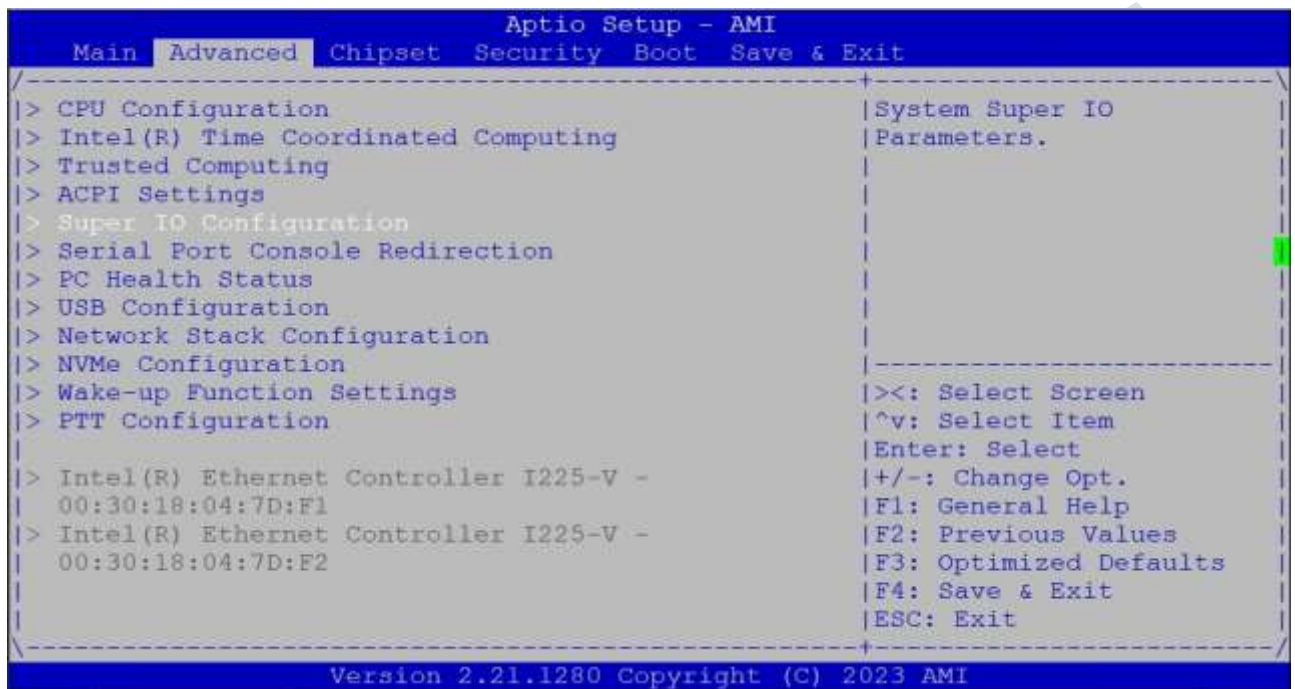 Aptio Setup - AMI
Main Advanced Chipset Security Boot Save & Exit
> CPU Configuration
> Intel(R) Time Coordinated Computing
> Trusted Computing
> ACPI Settings
> Super IO Configuration
> Serial Port Console Redirection
> PC Health Status
> USB Configuration
> Network Stack Configuration
> NVMe Configuration
> Wake-up Function Settings
> PTT Configuration
> Intel(R) Ethernet Controller I225-V -
00:30:18:04:7D:F1
> Intel(R) Ethernet Controller I225-V -
00:30:18:04:7D:F2
System Super IO
Parameters.
><: Select Screen
^v: Select Item
Enter: Select
+/-: Change Opt.
F1: General Help
F2: Previous Values
F3: Optimized Defaults
F4: Save & Exit
ESC: Exit
Version 2.21.1280 Copyright (C) 2023 AMI